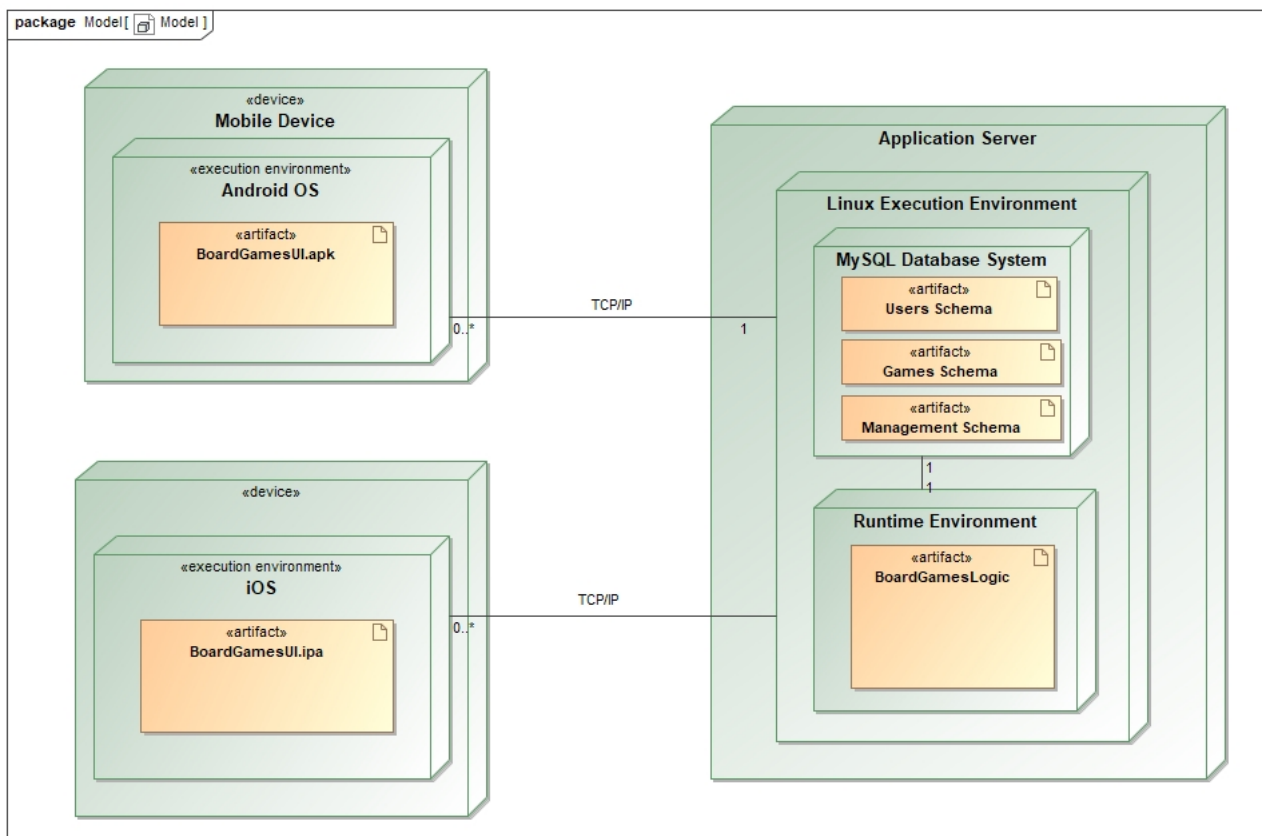 package Model[ Model ]
«device»
Mobile Device
«execution environment»
Android OS
«artifact»
BoardGamesUI.apk
TCP/IP
0..*
1
Application Server
Linux Execution Environment
MySQL Database System
«artifact»
Users Schema
«artifact»
Games Schema
«artifact»
Management Schema
1
1
Runtime Environment
«artifact»
BoardGamesLogic
«device»
«execution environment»
iOS
«artifact»
BoardGamesUI.ipa
TCP/IP
0..*